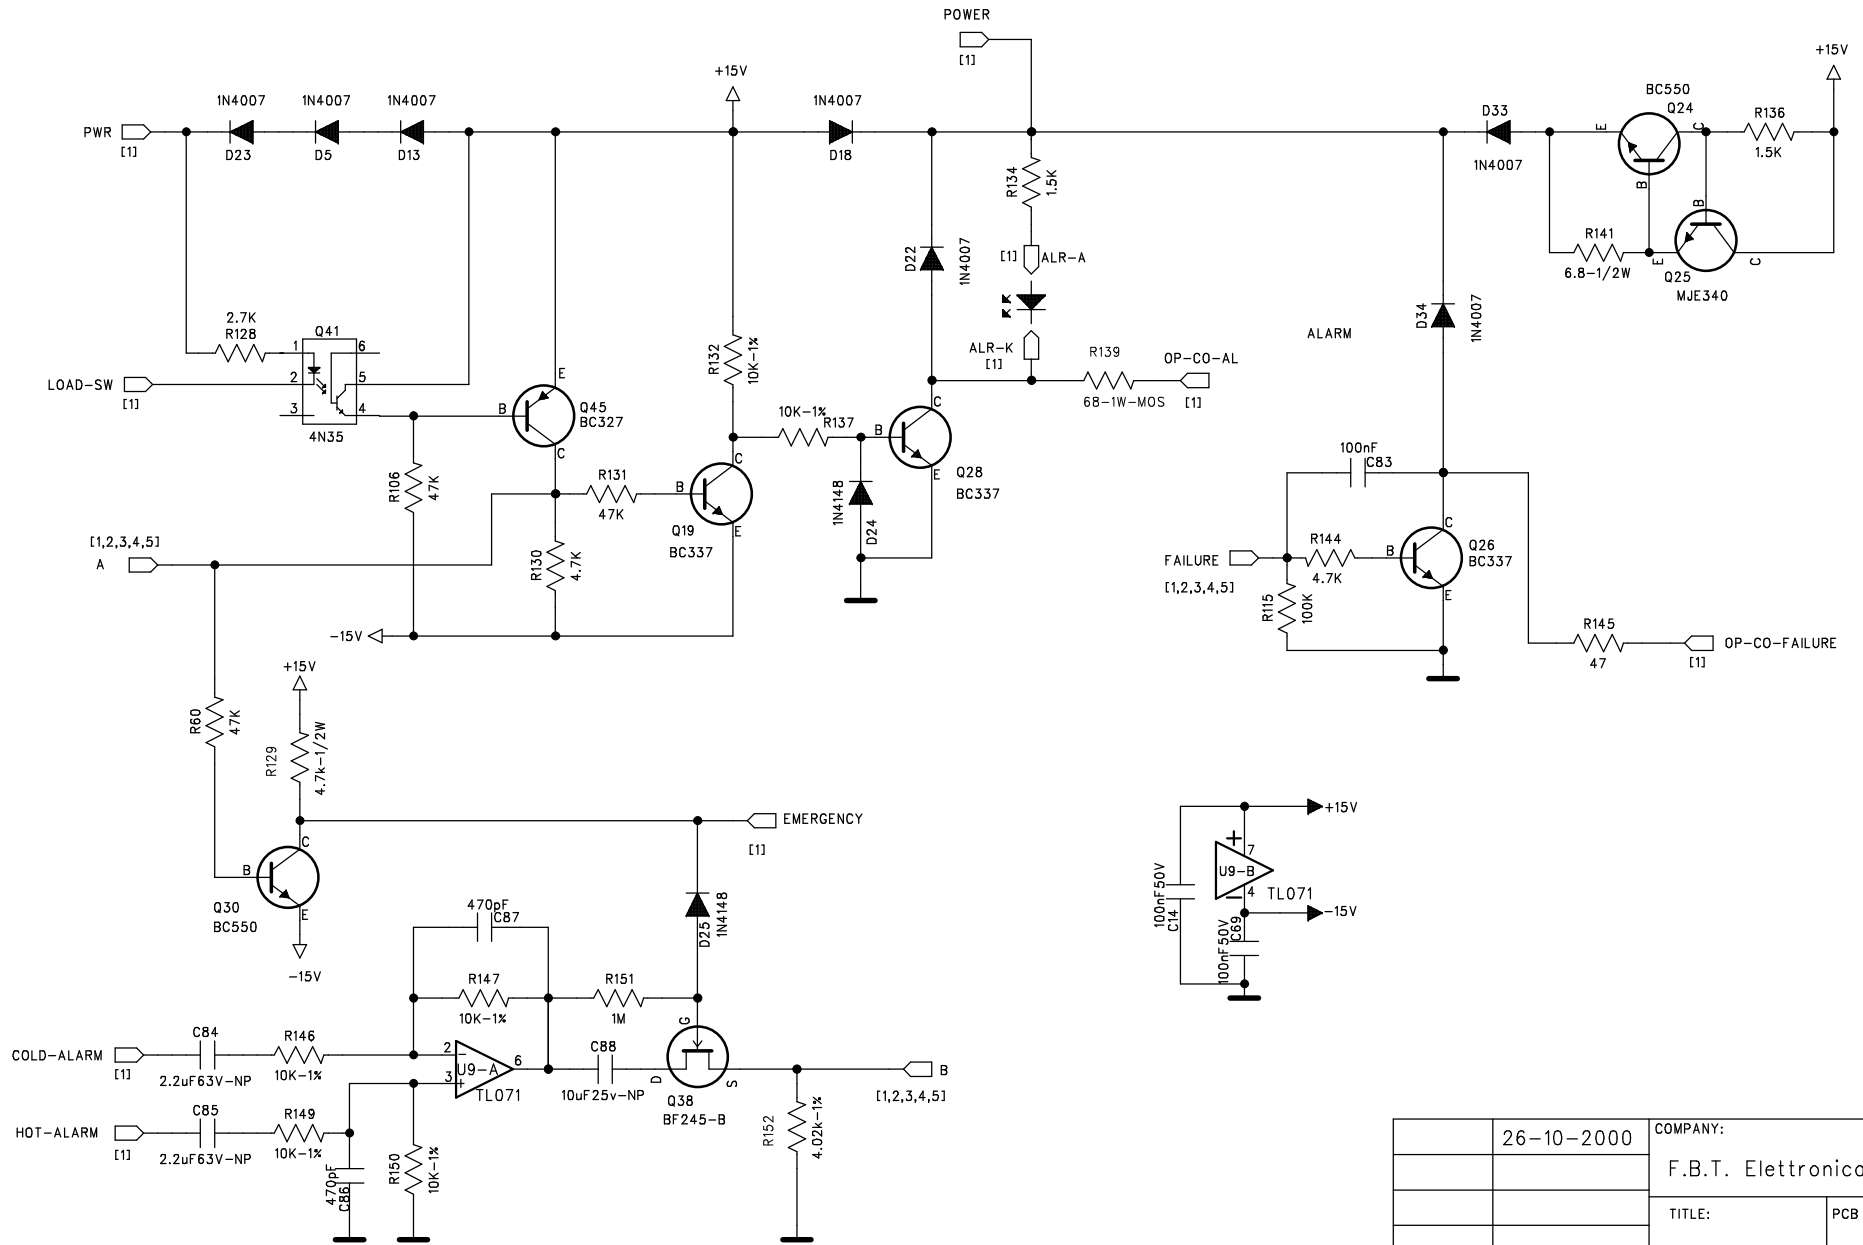 POWER
[1]
+15V
+15V
1N4007
1N4007
1N4007
1N4007
D33
BC550
Q24
R136
PWR
[1]
D23
D5
D13
D18
1N4007
E
C
1.5K
B
R134
1.5K
B
R141
6.8-1/2W
E
Q25
C
MJE340
D22
1N4007
[1]
ALR-A
D34
1N4007
ALARM
2.7K
R128
Q41
1
6
2
5
3
4
4N35
LOAD-SW
[1]
R132
10K-1%
ALR-K
[1]
R139
68-1W-MOS
OP-CO-AL
[1]
E
B
Q45
BC327
C
10K-1%
R137
C
B
E
Q28
BC337
R106
47K
R131
47K
C
B
Q19
BC337
E
1N4148
D24
100nF
C83
[1,2,3,4,5]
A
R130
4.7K
FAILURE
[1,2,3,4,5]
R144
4.7K
C
B
Q26
BC337
E
R115
100K
-15V
R145
47
OP-CO-FAILURE
[1]
+15V
R60
47K
R129
4.7k-1/2W
EMERGENCY
[1]
C
B
E
Q30
BC550
-15V
+15V
+
7
U9-B
4
TL071
-
-15V
100nF50V
C14
100nF50V
C69
470pF
C87
D25
1N4148
R147
10K-1%
R151
1M
G
COLD-ALARM
[1]
C84
2.2uF63V-NP
R146
10K-1%
2
-
U9-A
6
3
+
TL071
C88
10uF25v-NP
D
S
Q38
BF245-B
B
[1,2,3,4,5]
HOT-ALARM
[1]
C85
2.2uF63V-NP
R149
10K-1%
470pF
C86
R150
10K-1%
R152
4.02k-1%
26-10-2000
COMPANY:
F.B.T. Elettronica
TITLE:
PCB